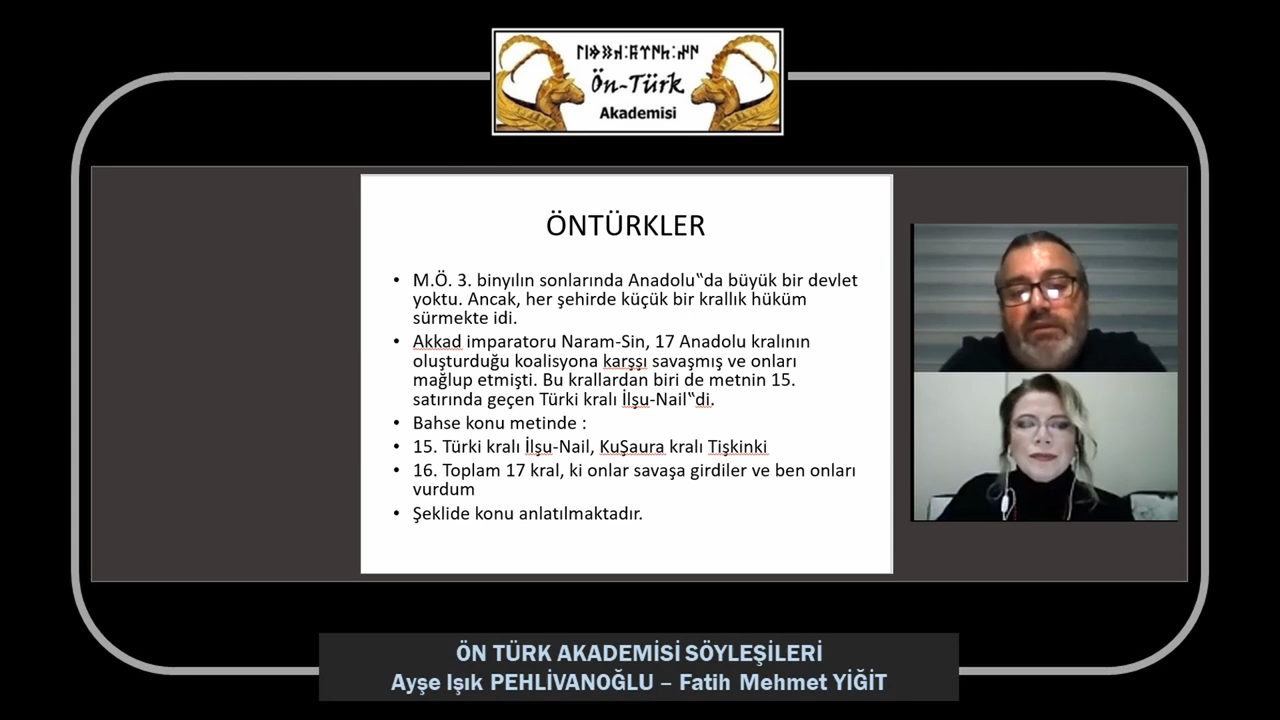 Ön-Türk
Akademisi
ÖNTÜRKLER
• M.Ö. 3. binyılın sonlarında Anadolu‟da büyük bir devlet
yoktu. Ancak, her şehirde küçük bir krallık hüküm
sürmekte idi.
• Akkad imparatoru Naram-Sin, 17 Anadolu kralının
oluşturduğu koalisyona karşşı savaşmış ve onları
mağlup etmişti. Bu krallardan biri de metnin 15.
satırında geçen Türki kralı İlşu-Nail‟di.
• Bahse konu metinde :
• 15. Türki kralı İlşu-Nail, KuŞaura kralı Tişkinki
• 16. Toplam 17 kral, ki onlar savaşa girdiler ve ben onları
vurdum
• Şeklide konu anlatılmaktadır.
ÖN TÜRK AKADEMİSİ SÖYLEŞİLERİ
Ayşe Işık PEHLİVANOĞLU – Fatih Mehmet YİĞİT